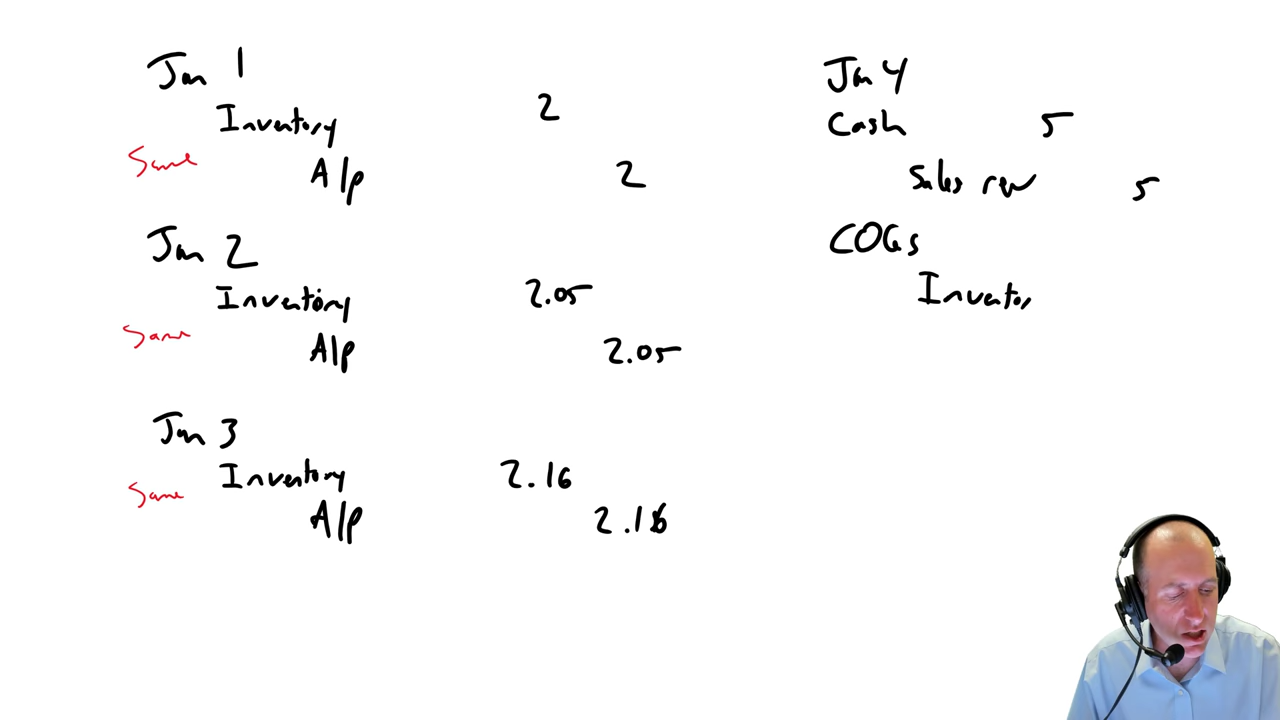 Jan 1
Inventory 2
Same
A/p 2
Jan 2
Inventory 2.05
Same
A/p 2.05
Jan 3
Inventory 2.16
Same
A/p 2.16
Jan 4
Cash 5
Sales rev 5
COGs
Invento